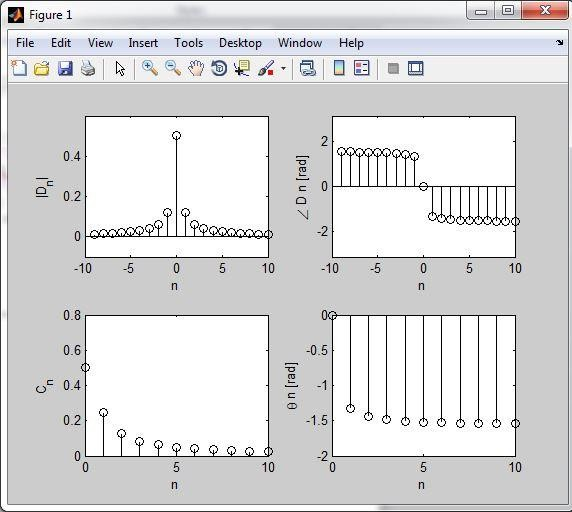 Figure 1
File Edit View Insert Tools Desktop Window Help
|Dn|
0.4
0.2
0
-10 -5 0 5 10
n
∠ D n [rad]
2
0
-2
-10 -5 0 5 10
n
Cn
0.8
0.6
0.4
0.2
0
0 5 10
n
θ n [rad]
0
-0.5
-1
-1.5
-2
0 5 10
n